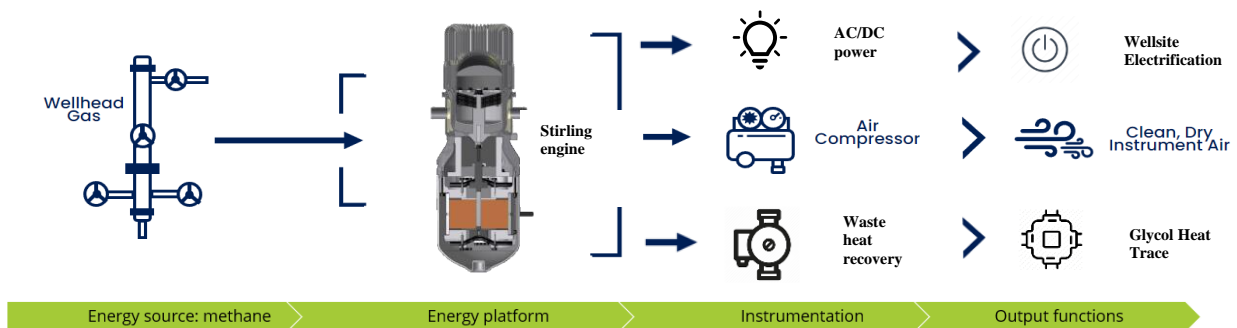 Wellhead
Gas
Stirling
engine
AC/DC
power
Wellsite
Electrification
Air
Compressor
Clean, Dry
Instrument Air
Waste
heat
recovery
Glycol Heat
Trace
Energy source: methane
Energy platform
Instrumentation
Output functions